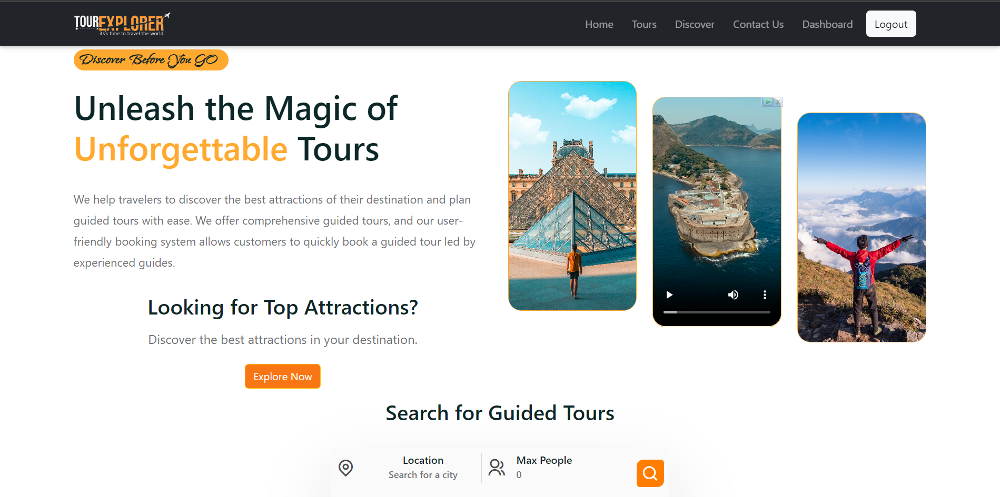 TOUREXPLORER
its's time to travel the world
Home
Tours
Discover
Contact Us
Dashboard
Logout
Discover Before You GO
Unleash the Magic of
Unforgettable Tours
We help travelers to discover the best attractions of their destination and plan
guided tours with ease. We offer comprehensive guided tours, and our user-
friendly booking system allows customers to quickly book a guided tour led by
experienced guides.
Looking for Top Attractions?
Discover the best attractions in your destination.
Explore Now
Search for Guided Tours
Location
Search for a city
Max People
0